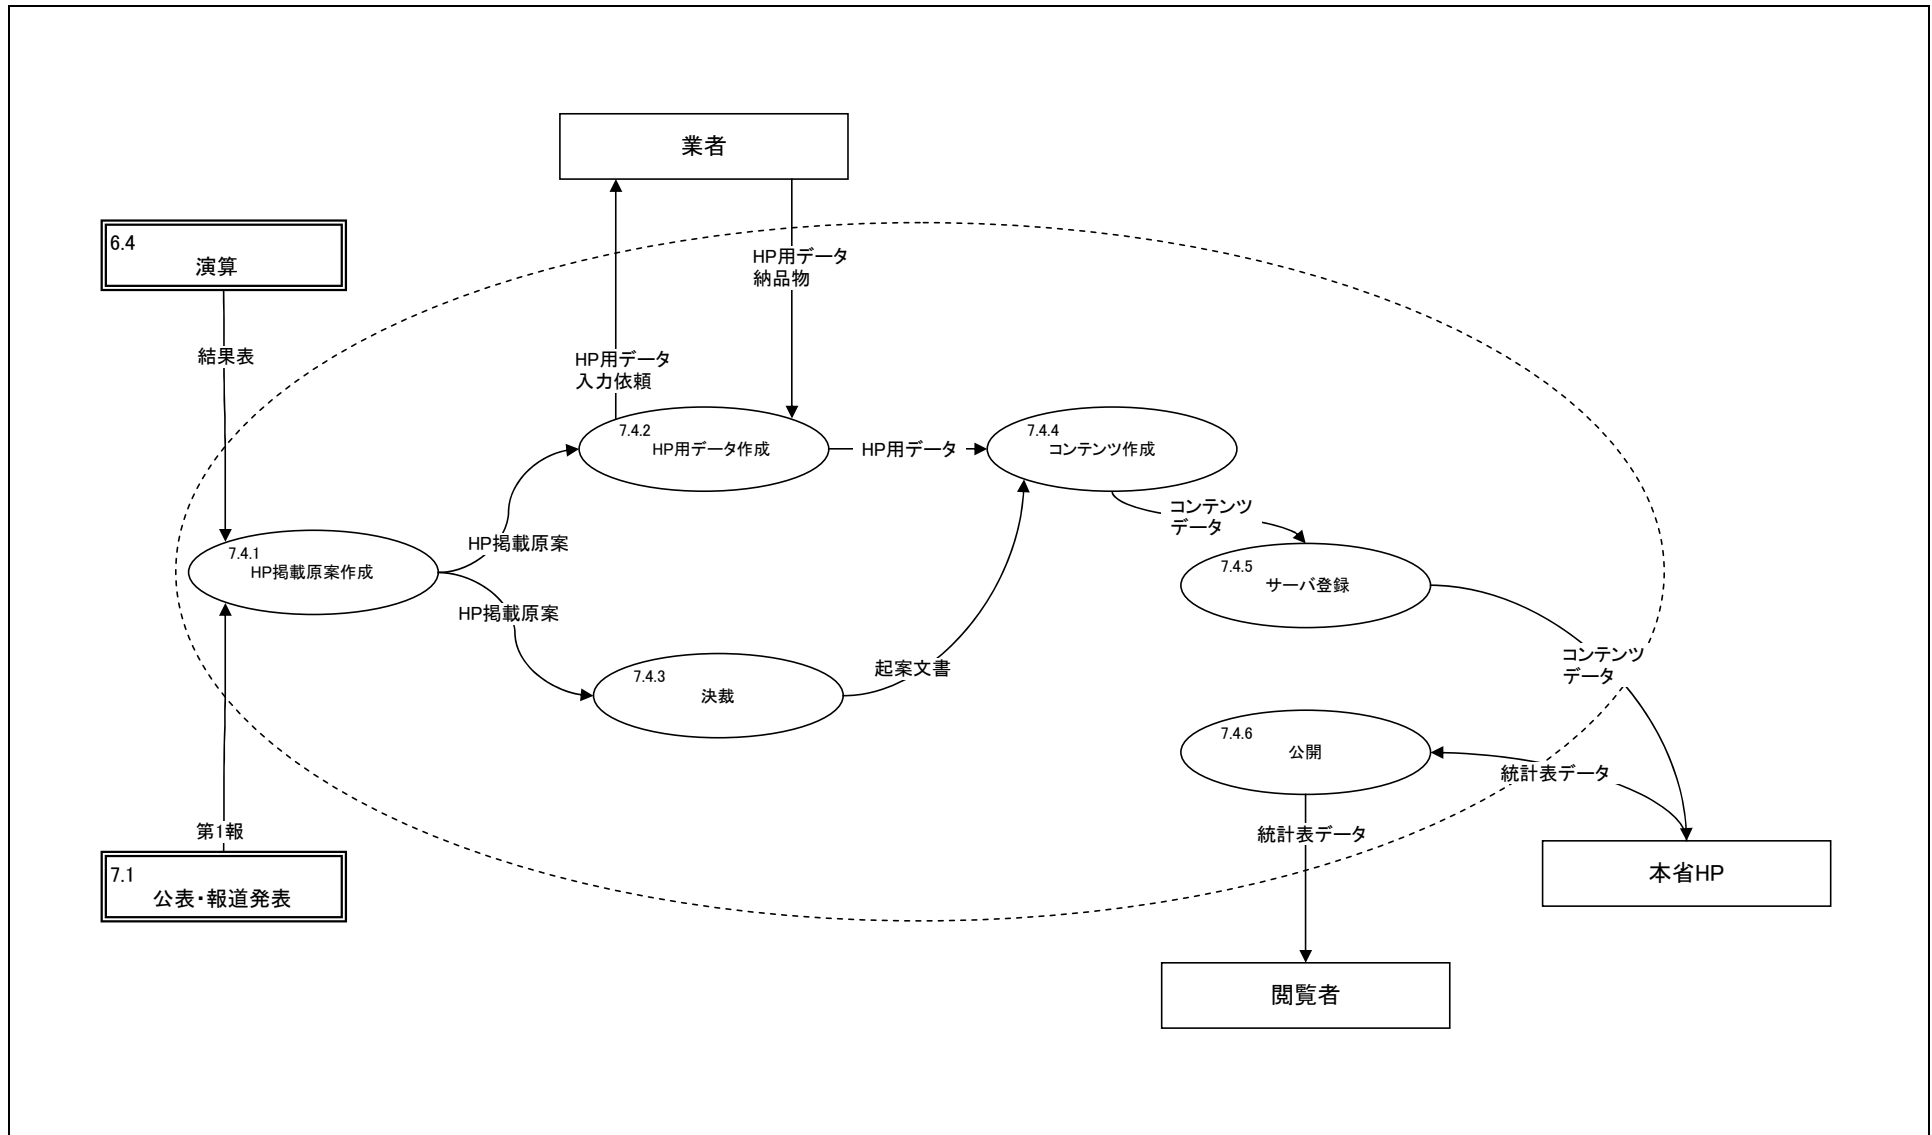 業者
6.4
演算
HP用データ
納品物
結果表
HP用データ
入力依頼
7.4.2
HP用データ作成
HP用データ
7.4.4
コンテンツ作成
コンテンツ
データ
HP掲載原案
7.4.1
HP掲載原案作成
7.4.5
サーバ登録
HP掲載原案
コンテンツ
データ
起案文書
7.4.3
決裁
7.4.6
公開
統計表データ
第1報
統計表データ
7.1
公表・報道発表
本省HP
閲覧者